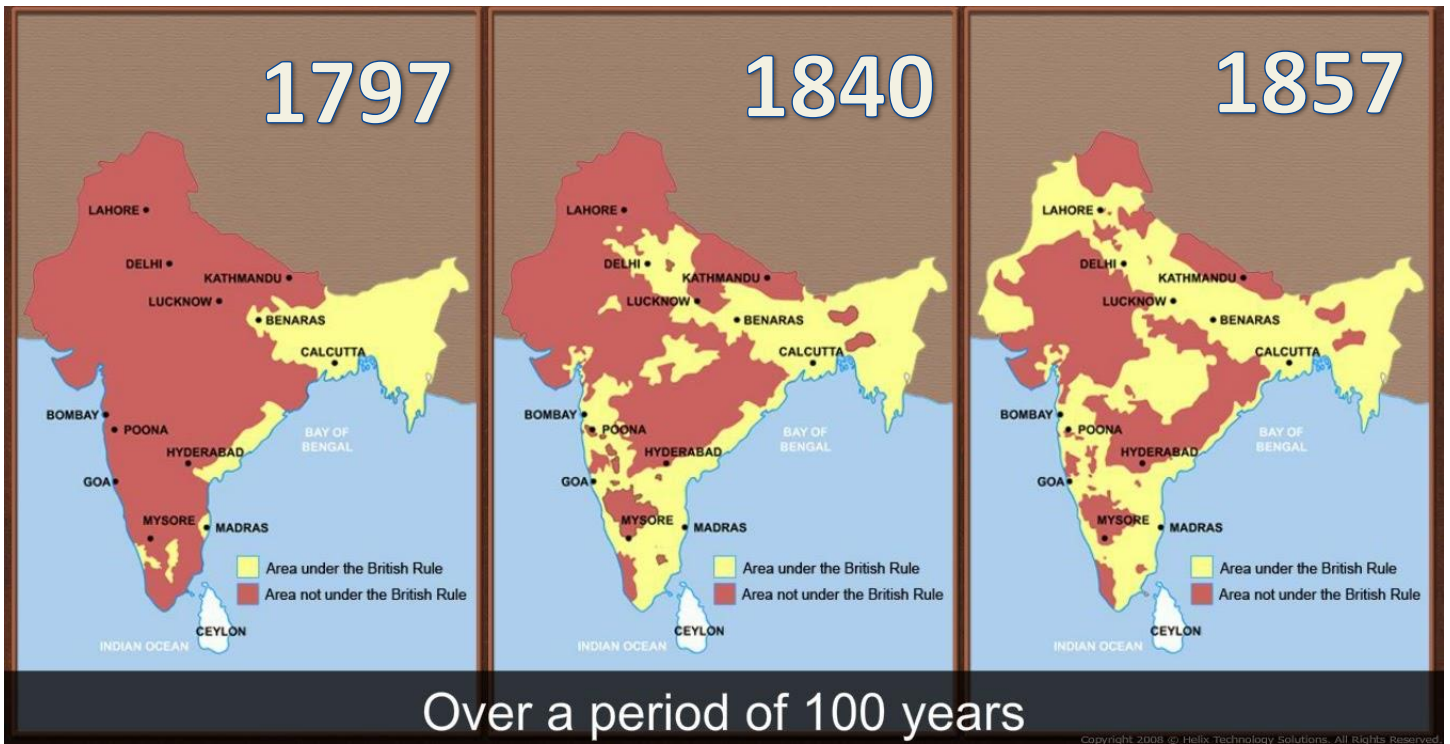 1797
LAHORE
DELHI
KATHMANDU
LUCKNOW
BENARAS
CALCUTTA
BOMBAY
POONA
BAY OF
BENGAL
HYDERABAD
GOA
MYSORE
MADRAS
Area under the British Rule
Area not under the British Rule
CEYLON
INDIAN OCEAN
1840
LAHORE
DELHI
KATHMANDU
LUCKNOW
BENARAS
CALCUTTA
BOMBAY
POONA
BAY OF
BENGAL
HYDERABAD
GOA
MYSORE
MADRAS
Area under the British Rule
Area not under the British Rule
CEYLON
INDIAN OCEAN
1857
LAHORE
DELHI
KATHMANDU
LUCKNOW
BENARAS
CALCUTTA
BOMBAY
POONA
BAY OF
BENGAL
HYDERABAD
GOA
MYSORE
MADRAS
Area under the British Rule
Area not under the British Rule
CEYLON
INDIAN OCEAN
Over a period of 100 years
Copyright 2008 © Helix Technology Solutions. All Rights Reserved.